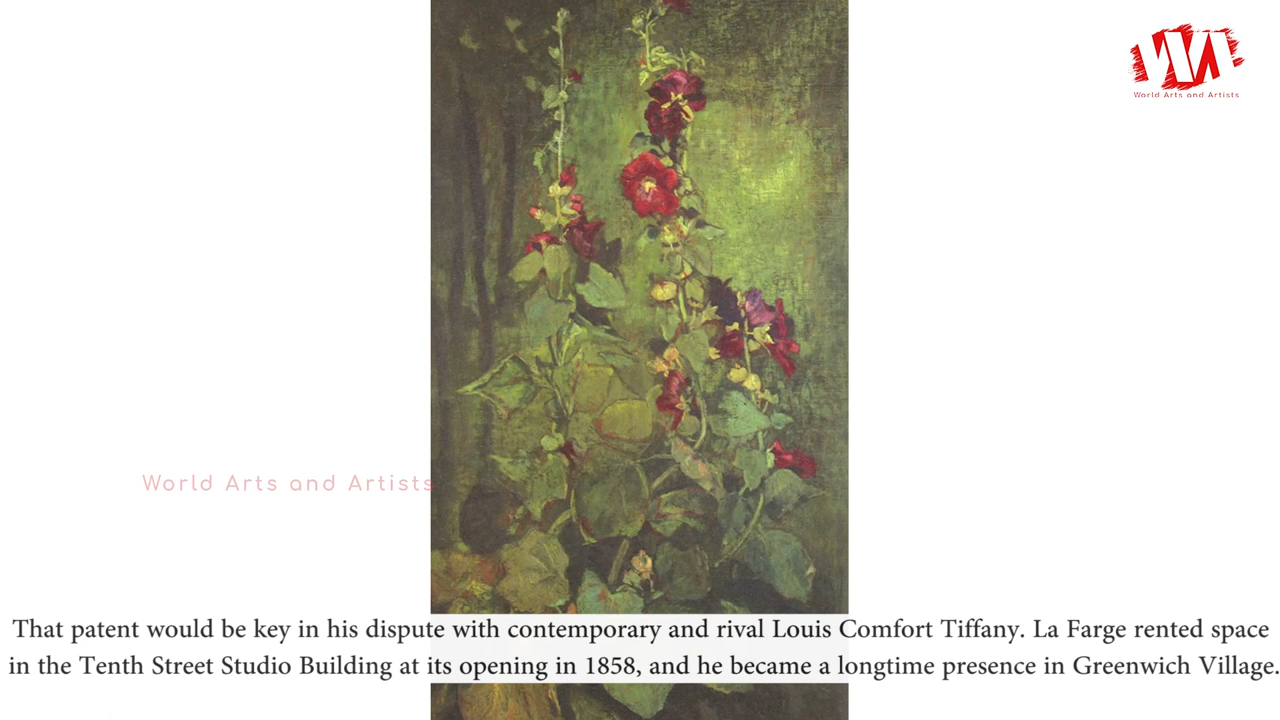 World Arts and Artists
World Arts and Artists
That patent would be key in his dispute with contemporary and rival Louis Comfort Tiffany. La Farge rented space
in the Tenth Street Studio Building at its opening in 1858, and he became a longtime presence in Greenwich Village.